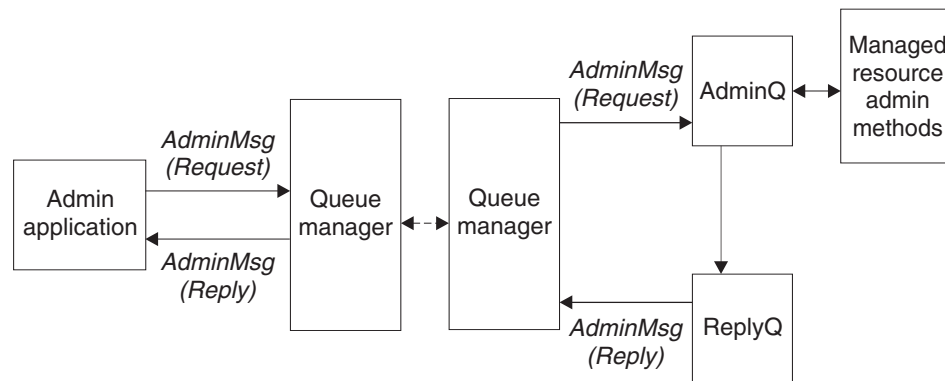 Admin
application
AdminMsg
(Request)
AdminMsg
(Reply)
Queue
manager
Queue
manager
AdminMsg
(Request)
AdminQ
Managed
resource
admin
methods
AdminMsg
(Reply)
ReplyQ